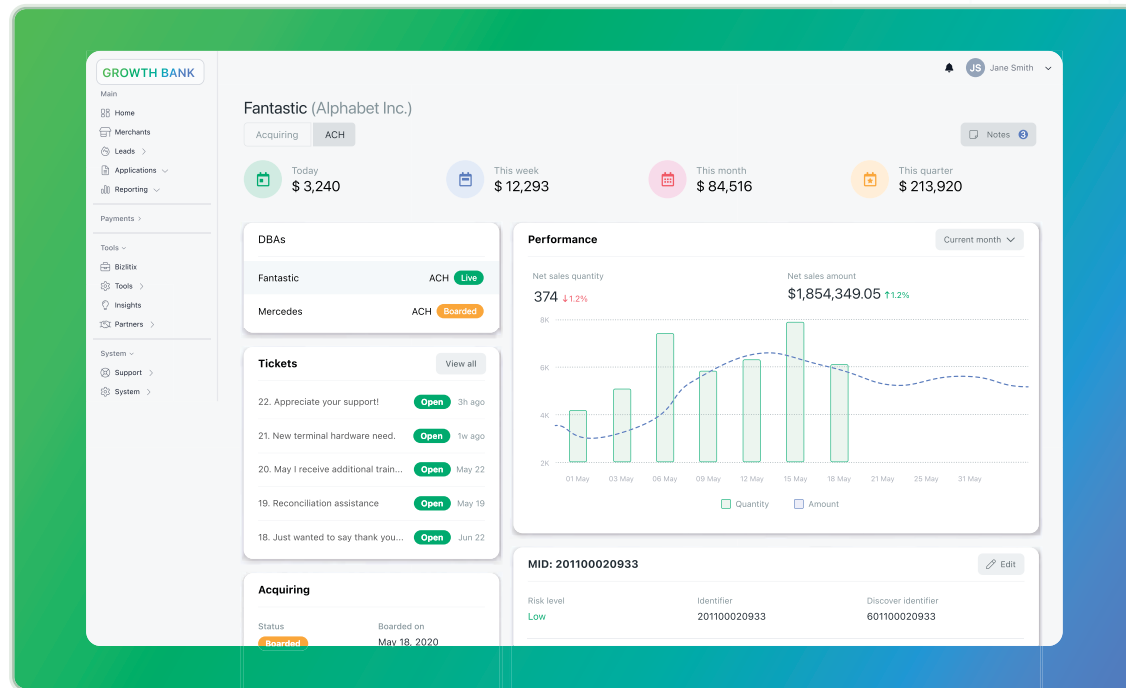 GROWTH BANK
Main
Home
Merchants
Leads
Applications
Reporting
Payments
Tools
Bizlitix
Tools
Insights
Partners
System
Support
System
JS Jane Smith
Fantastic (Alphabet Inc.)
Acquiring ACH
Notes 3
Today
$ 3,240
This week
$ 12,293
This month
$ 84,516
This quarter
$ 213,920
DBAs
Fantastic ACH Live
Mercedes ACH Boarded
Tickets View all
22. Appreciate your support! Open 3h ago
21. New terminal hardware need. Open 1w ago
20. May I receive additional train... Open May 22
19. Reconciliation assistance Open May 19
18. Just wanted to say thank you... Open Jun 22
Acquiring
Status Boarded on
Boarded May 18, 2020
Performance Current month
Net sales quantity Net sales amount
374 ↓1.2% $1,854,349.05 ↑1.2%
8K
6K
4K
2K
01 May 03 May 06 May 09 May 12 May 15 May 18 May 21 May 25 May 31 May
Quantity Amount
MID: 201100020933 Edit
Risk level Identifier Discover identifier
Low 201100020933 601100020933